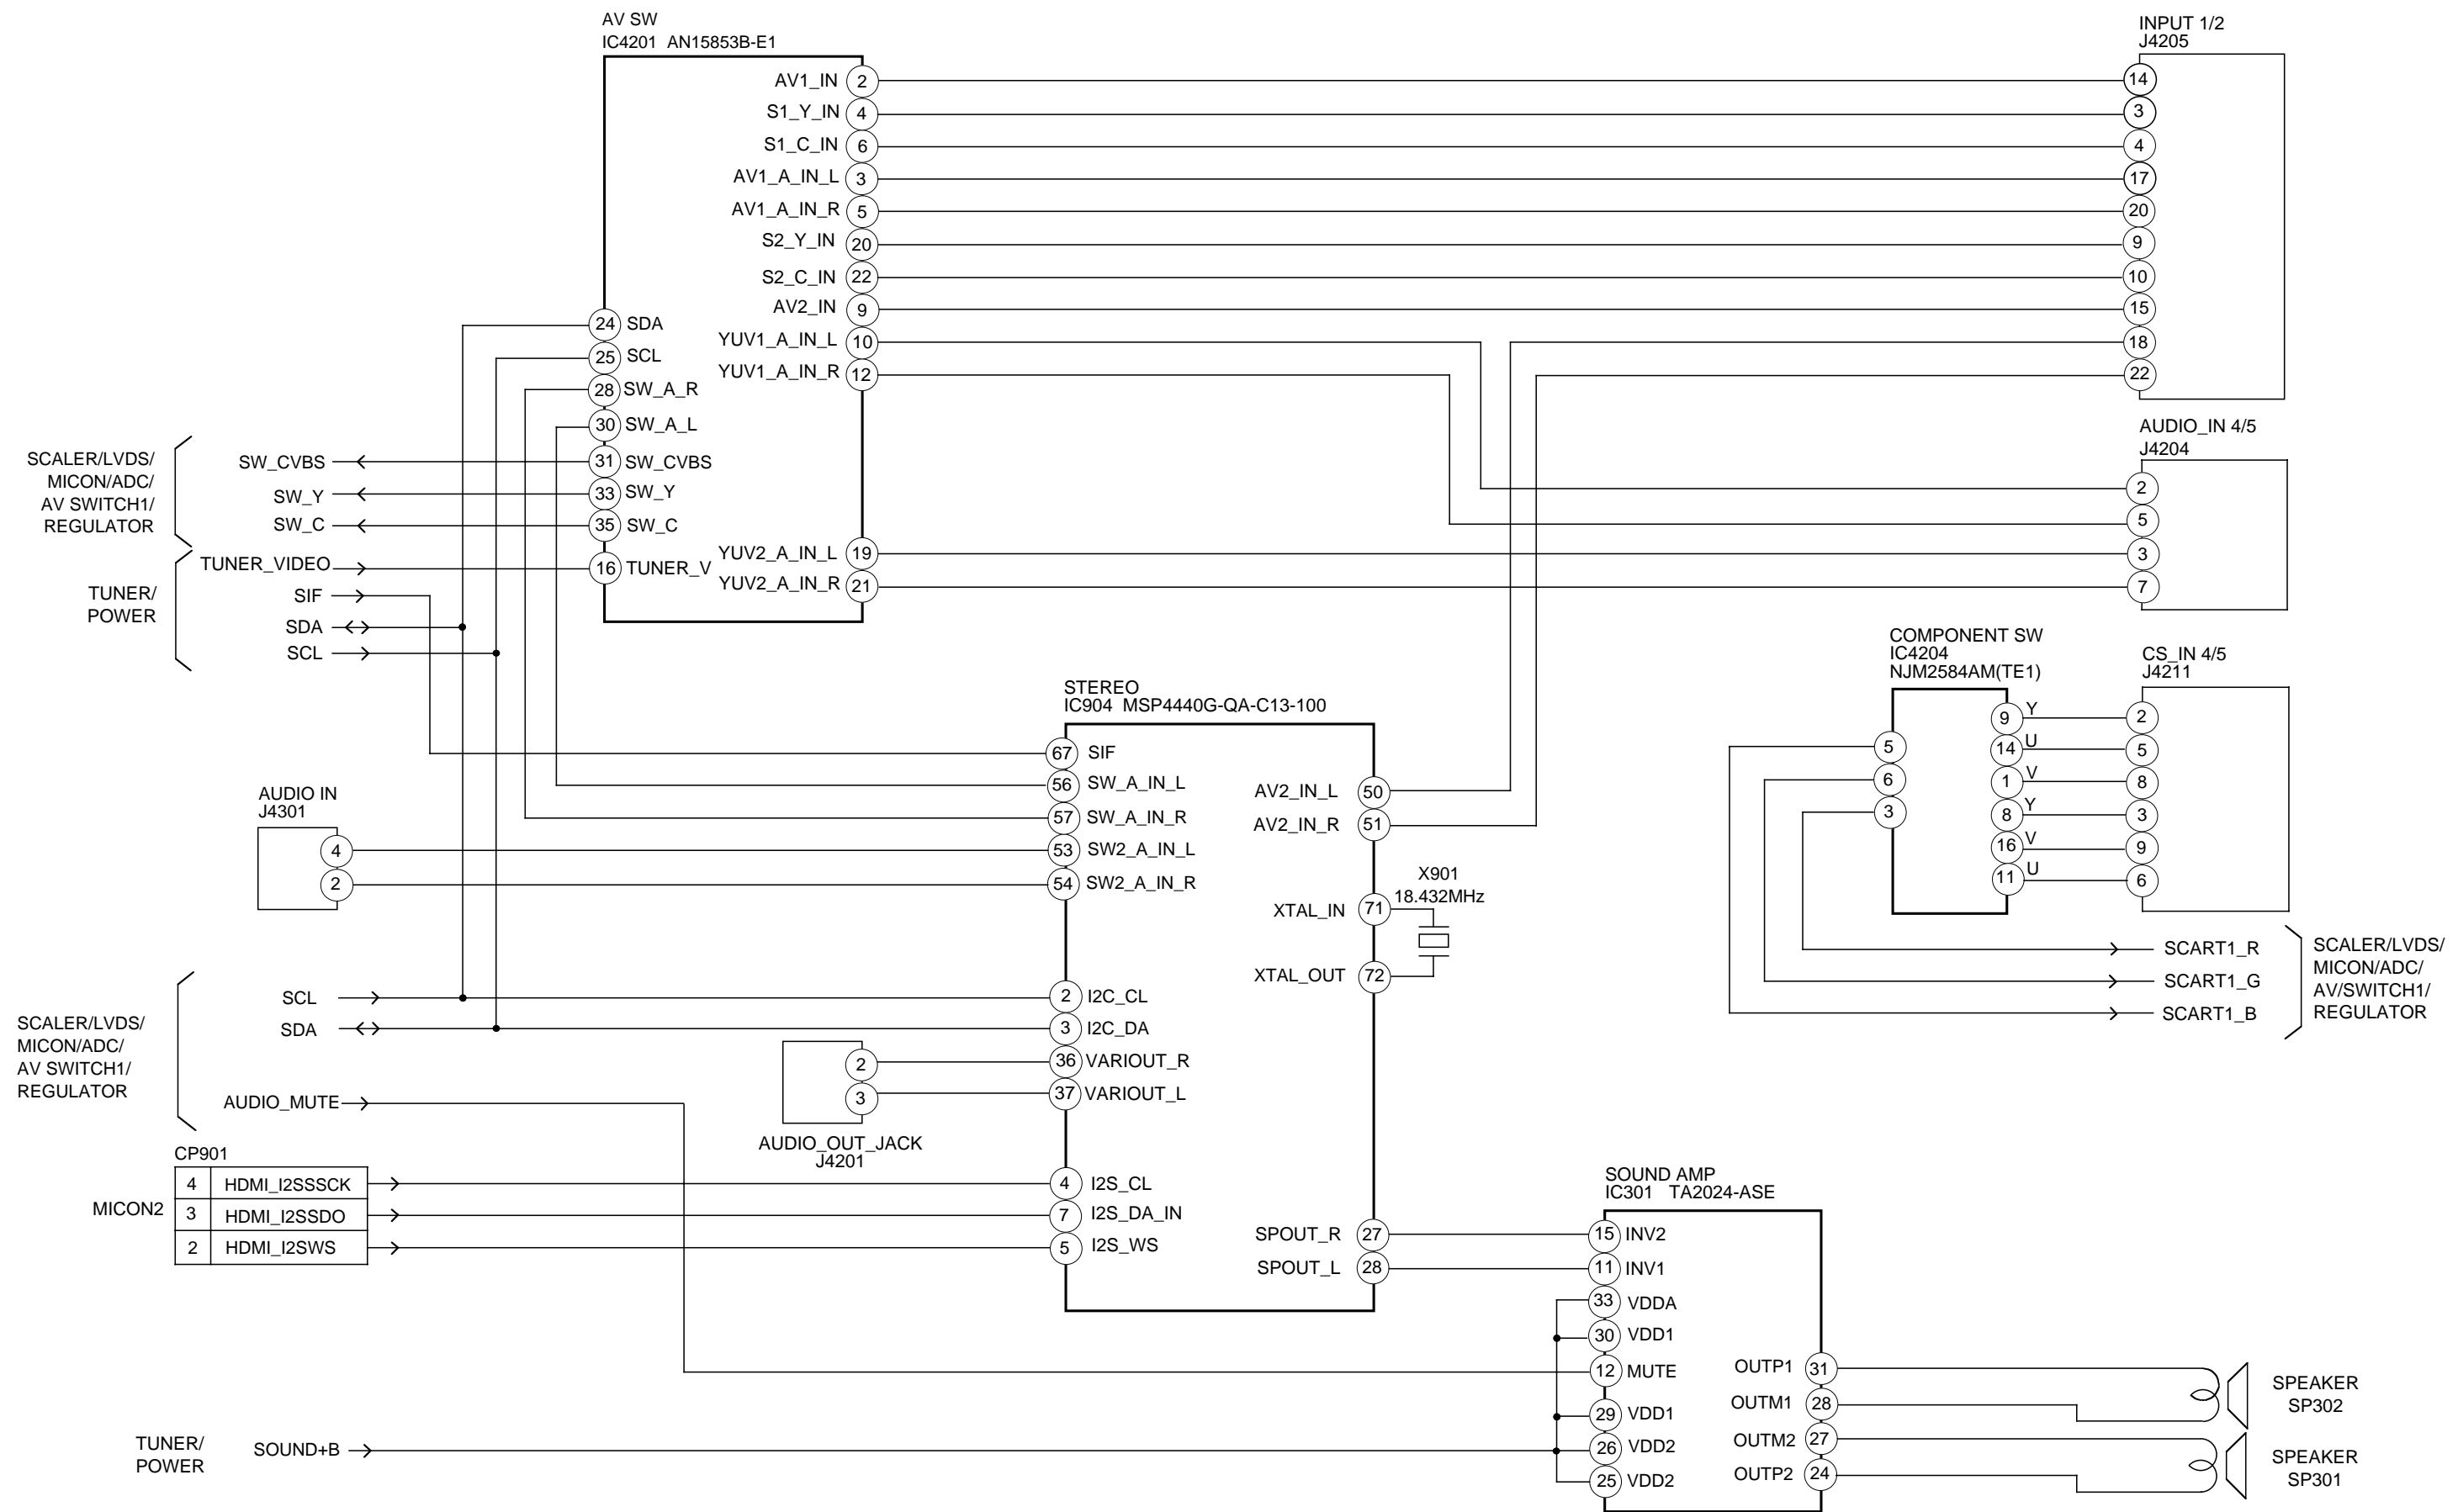 AV SW
IC4201 AN15853B-E1
AV1_IN 2
S1_Y_IN 4
S1_C_IN 6
AV1_A_IN_L 3
AV1_A_IN_R 5
S2_Y_IN 20
S2_C_IN 22
AV2_IN 9
YUV1_A_IN_L 10
YUV1_A_IN_R 12
24 SDA
25 SCL
28 SW_A_R
30 SW_A_L
31 SW_CVBS
33 SW_Y
35 SW_C
16 TUNER_V
YUV2_A_IN_L 19
YUV2_A_IN_R 21
INPUT 1/2
J4205
14
3
4
17
20
9
10
15
18
22
AUDIO_IN 4/5
J4204
2
5
3
7
SCALER/LVDS/
MICON/ADC/
AV SWITCH1/
REGULATOR
SW_CVBS
SW_Y
SW_C
TUNER/
POWER
TUNER_VIDEO
SIF
SDA
SCL
COMPONENT SW
IC4204
NJM2584AM(TE1)
5
6
3
9 Y
14 U
1 V
8 Y
16 V
11 U
CS_IN 4/5
J4211
2
5
8
3
9
6
SCART1_R
SCART1_G
SCART1_B
SCALER/LVDS/
MICON/ADC/
AV/SWITCH1/
REGULATOR
STEREO
IC904 MSP4440G-QA-C13-100
67 SIF
56 SW_A_IN_L
57 SW_A_IN_R
53 SW2_A_IN_L
54 SW2_A_IN_R
2 I2C_CL
3 I2C_DA
36 VARIOUT_R
37 VARIOUT_L
4 I2S_CL
7 I2S_DA_IN
5 I2S_WS
AV2_IN_L 50
AV2_IN_R 51
XTAL_IN 71
XTAL_OUT 72
SPOUT_R 27
SPOUT_L 28
X901
18.432MHz
AUDIO IN
J4301
4
2
SCALER/LVDS/
MICON/ADC/
AV SWITCH1/
REGULATOR
SCL
SDA
AUDIO_MUTE
2
3
AUDIO_OUT_JACK
J4201
CP901
MICON2
4 HDMI_I2SSSCK
3 HDMI_I2SSDO
2 HDMI_I2SWS
SOUND AMP
IC301 TA2024-ASE
15 INV2
11 INV1
33 VDDA
30 VDD1
12 MUTE
29 VDD1
26 VDD2
25 VDD2
OUTP1 31
OUTM1 28
OUTM2 27
OUTP2 24
SPEAKER
SP302
SPEAKER
SP301
TUNER/
POWER
SOUND+B